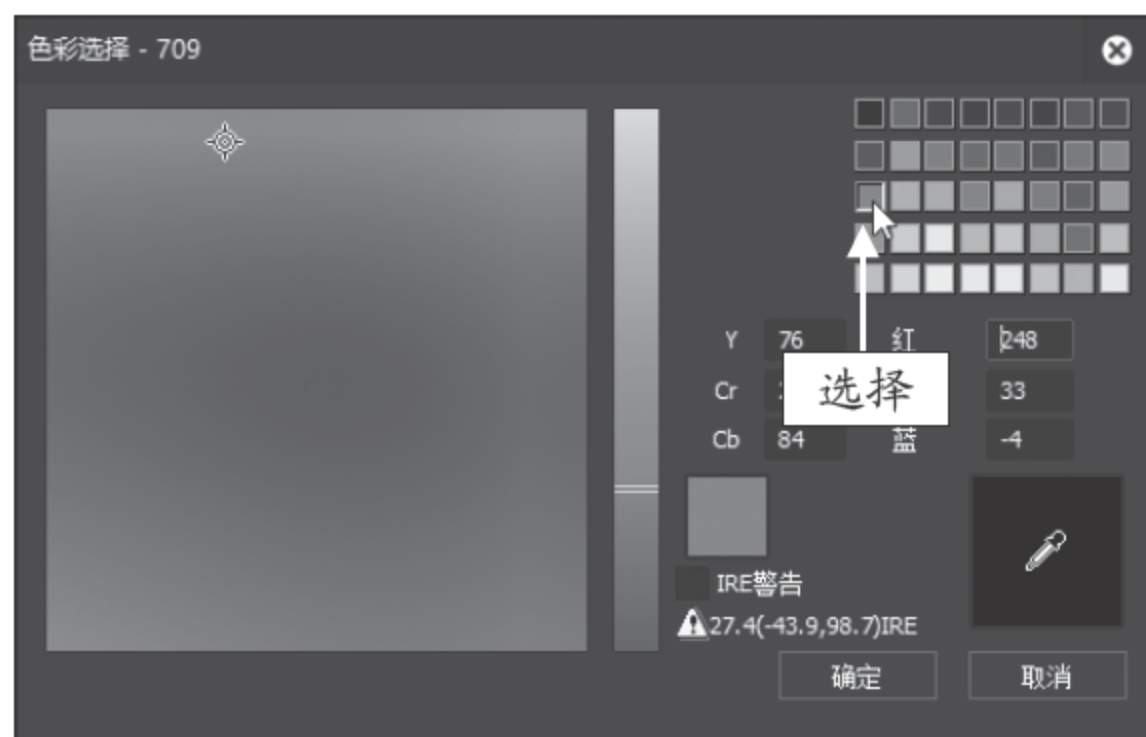 色彩选择 - 709
Y 76 红 248
Cr 选择 33
Cb 84 蓝 -4
IRE警告
27.4(-43.9,98.7)IRE
确定 取消